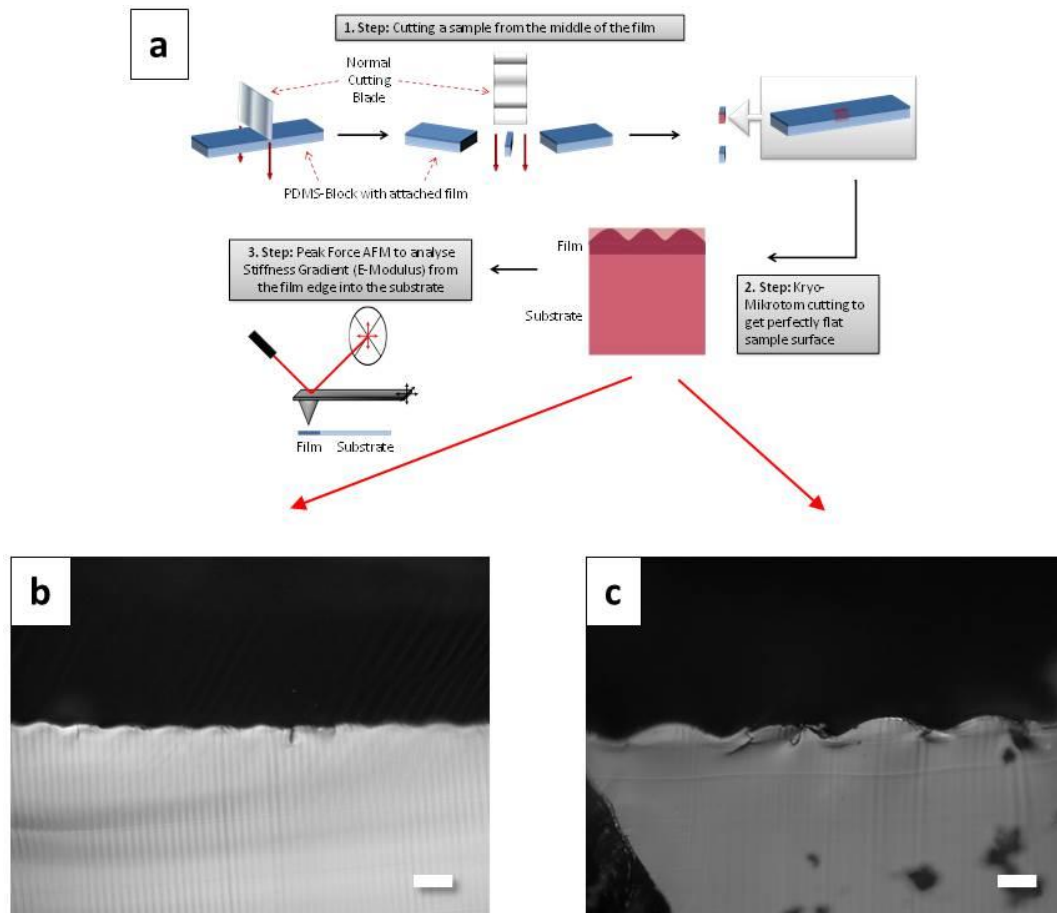 a
1. Step: Cutting a sample from the middle of the film
Normal
Cutting
Blade
PDMS-Block with attached film
2. Step: Kryo-
Mikrotom cutting to
get perfectly flat
sample surface
Film
Substrate
3. Step: Peak Force AFM to analyse
Stiffness Gradient (E-Modulus) from
the film edge into the substrate
Film Substrate
b
c